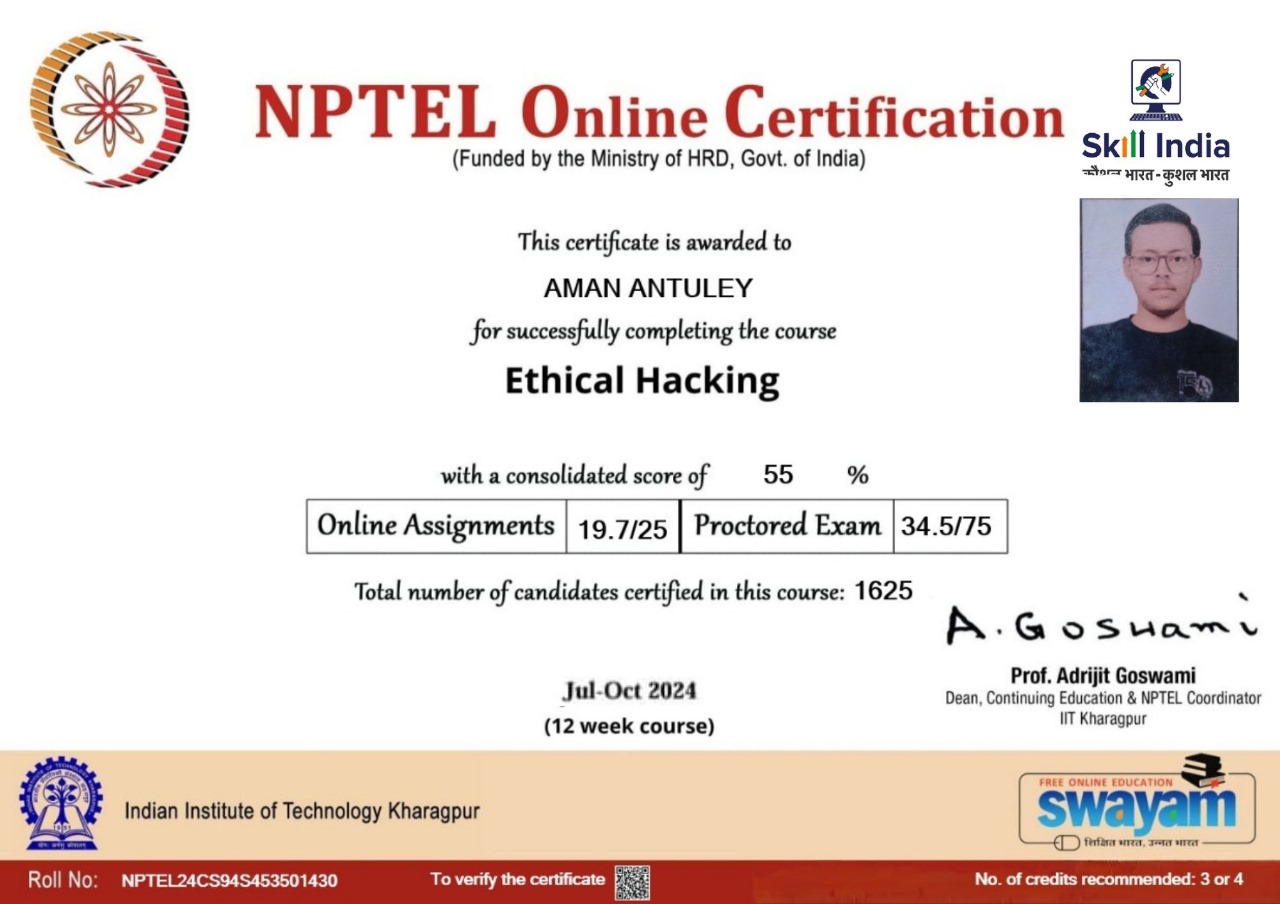 NPTEL Online Certification
(Funded by the Ministry of HRD, Govt. of India)
Skill India
कौशल भारत - कुशल भारत
This certificate is awarded to
AMAN ANTULEY
for successfully completing the course
Ethical Hacking
with a consolidated score of 55 %
Online Assignments 19.7/25 Proctored Exam 34.5/75
Total number of candidates certified in this course: 1625
A. Goswami
Prof. Adrijit Goswami
Dean, Continuing Education & NPTEL Coordinator
IIT Kharagpur
Jul-Oct 2024
(12 week course)
Indian Institute of Technology Kharagpur
FREE ONLINE EDUCATION
swayam
शिक्षित भारत, उन्नत भारत
Roll No: NPTEL24CS94S453501430
To verify the certificate
No. of credits recommended: 3 or 4